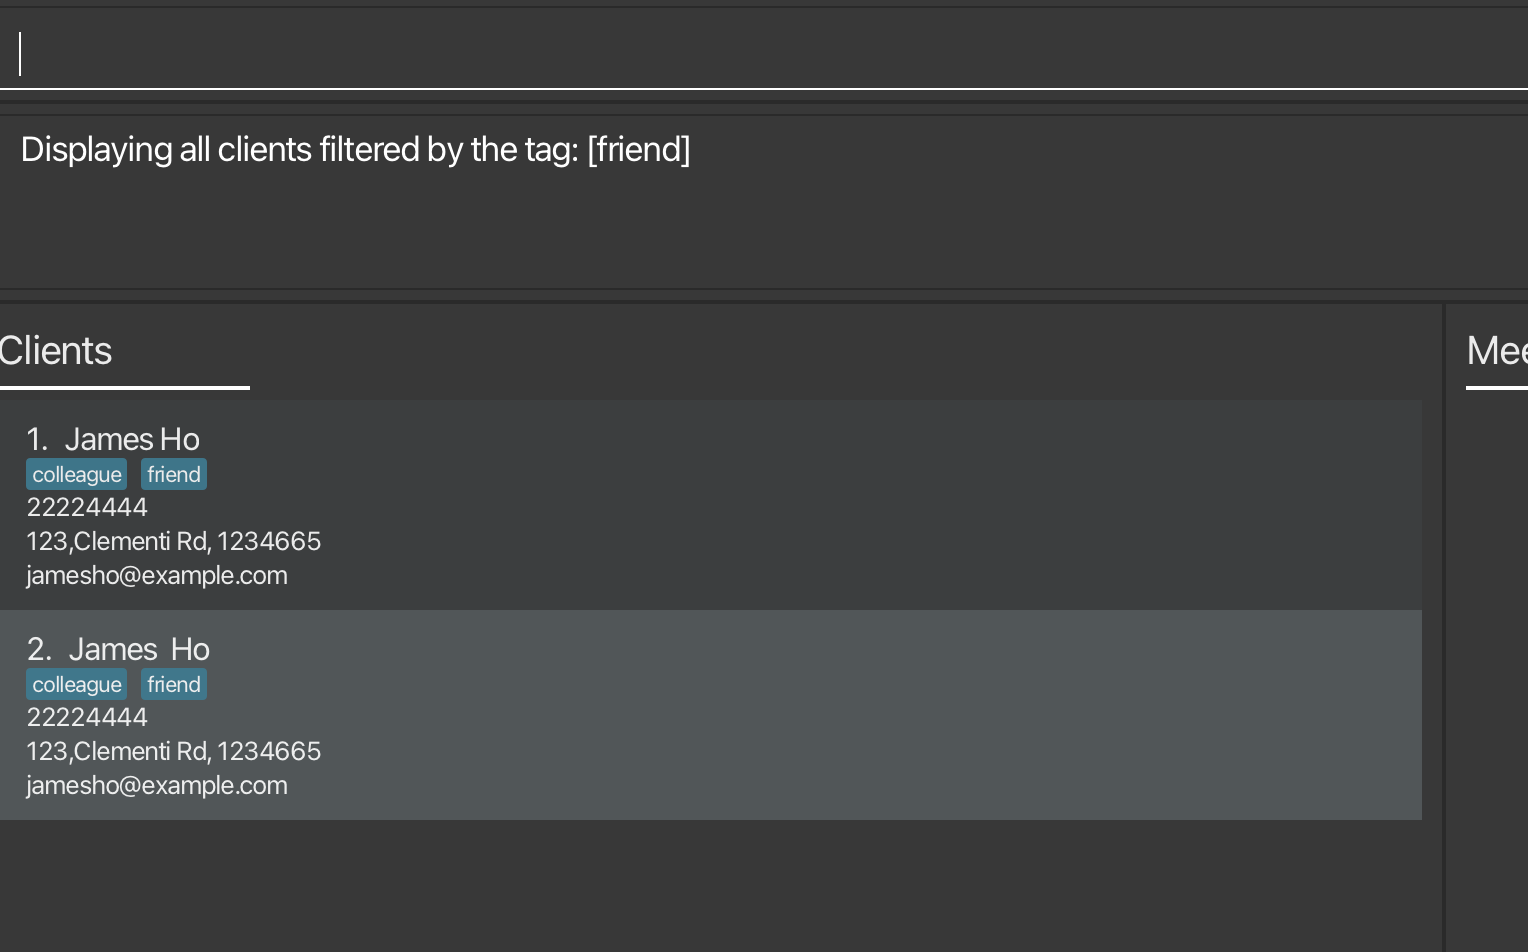 Displaying all clients filtered by the tag: [friend]
Clients
Mee
1. James Ho
colleague friend
22224444
123,Clementi Rd, 1234665
jamesho@example.com
2. James  Ho
colleague friend
22224444
123,Clementi Rd, 1234665
jamesho@example.com